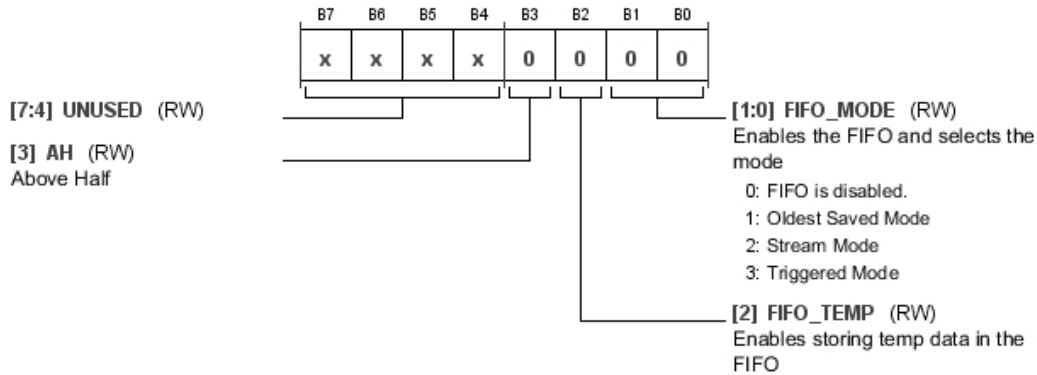 B7 B6 B5 B4 B3 B2 B1 B0
x x x x 0 0 0 0
[7:4] UNUSED (RW)
[3] AH (RW)
Above Half
[1:0] FIFO_MODE (RW)
Enables the FIFO and selects the
mode
0: FIFO is disabled.
1: Oldest Saved Mode
2: Stream Mode
3: Triggered Mode
[2] FIFO_TEMP (RW)
Enables storing temp data in the
FIFO